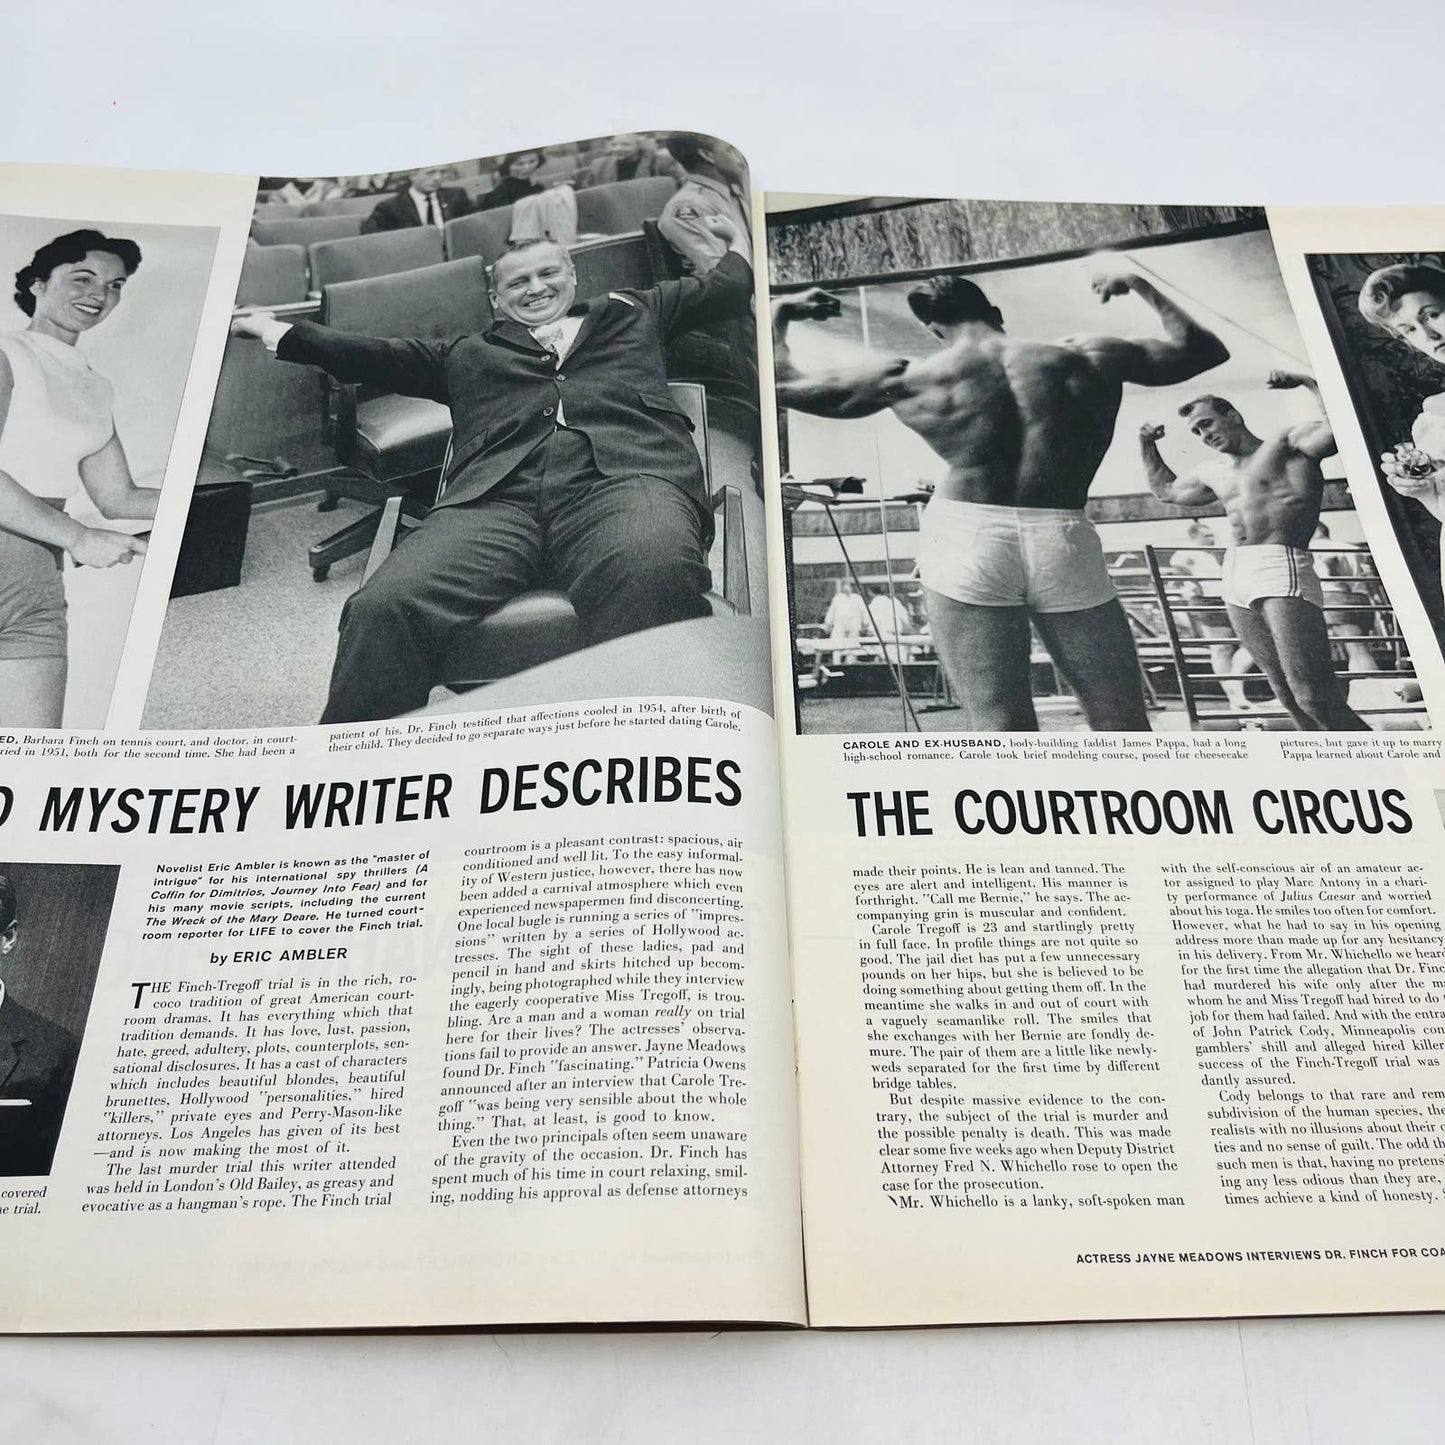 ED, Barbara Finch on tennis court, and doctor, in court-
ried in 1951, both for the second time. She had been a
patient of his. Dr. Finch testified that affections cooled in 1954, after birth of
their child. They decided to go separate ways just before he started dating Carole.
D MYSTERY WRITER DESCRIBES
covered
e trial.
Novelist Eric Ambler is known as the "master of
intrigue" for his international spy thrillers (A
Coffin for Dimitrios, Journey Into Fear) and for
his many movie scripts, including the current
The Wreck of the Mary Deare. He turned court-
room reporter for LIFE to cover the Finch trial.
by ERIC AMBLER
THE Finch-Tregoff trial is in the rich, ro-
coco tradition of great American court-
room dramas. It has everything which that
tradition demands. It has love, lust, passion,
hate, greed, adultery, plots, counterplots, sen-
sational disclosures. It has a cast of characters
which includes beautiful blondes, beautiful
brunettes, Hollywood "personalities," hired
"killers," private eyes and Perry-Mason-like
attorneys. Los Angeles has given of its best
—and is now making the most of it.
The last murder trial this writer attended
was held in London's Old Bailey, as greasy and
evocative as a hangman's rope. The Finch trial
courtroom is a pleasant contrast: spacious, air
conditioned and well lit. To the easy informal-
ity of Western justice, however, there has now
been added a carnival atmosphere which even
experienced newspapermen find disconcerting.
One local bugle is running a series of "impres-
sions" written by a series of Hollywood ac-
tresses. The sight of these ladies, pad and
pencil in hand and skirts hitched up becom-
ingly, being photographed while they interview
the eagerly cooperative Miss Tregoff, is trou-
bling. Are a man and a woman really on trial
here for their lives? The actresses' observa-
tions fail to provide an answer. Jayne Meadows
found Dr. Finch "fascinating." Patricia Owens
announced after an interview that Carole Tre-
goff "was being very sensible about the whole
thing." That, at least, is good to know.
Even the two principals often seem unaware
of the gravity of the occasion. Dr. Finch has
spent much of his time in court relaxing, smil-
ing, nodding his approval as defense attorneys
CAROLE AND EX-HUSBAND, body-building faddist James Pappa, had a long
high-school romance. Carole took brief modeling course, posed for cheesecake
pictures, but gave it up to marry
Pappa learned about Carole and
THE COURTROOM CIRCUS
made their points. He is lean and tanned. The
eyes are alert and intelligent. His manner is
forthright. "Call me Bernie," he says. The ac-
companying grin is muscular and confident.
Carole Tregoff is 23 and startlingly pretty
in full face. In profile things are not quite so
good. The jail diet has put a few unnecessary
pounds on her hips, but she is believed to be
doing something about getting them off. In the
meantime she walks in and out of court with
a vaguely seamanlike roll. The smiles that
she exchanges with her Bernie are fondly de-
mure. The pair of them are a little like newly-
weds separated for the first time by different
bridge tables.
But despite massive evidence to the con-
trary, the subject of the trial is murder and
the possible penalty is death. This was made
clear some five weeks ago when Deputy District
Attorney Fred N. Whichello rose to open the
case for the prosecution.
Mr. Whichello is a lanky, soft-spoken man
with the self-conscious air of an amateur ac-
tor assigned to play Marc Antony in a chari-
ty performance of Julius Caesar and worried
about his toga. He smiles too often for comfort.
However, what he had to say in his opening
address more than made up for any hesitancy
in his delivery. From Mr. Whichello we heard
for the first time the allegation that Dr. Finc
had murdered his wife only after the ma
whom he and Miss Tregoff had hired to do
job for them had failed. And with the entra
of John Patrick Cody, Minneapolis con
gamblers' shill and alleged hired killer
success of the Finch-Tregoff trial was
dantly assured.
Cody belongs to that rare and rem
subdivision of the human species, the
realists with no illusions about their
ties and no sense of guilt. The odd th
such men is that, having no pretensi
ing any less odious than they are,
times achieve a kind of honesty.
ACTRESS JAYNE MEADOWS INTERVIEWS DR. FINCH FOR COA